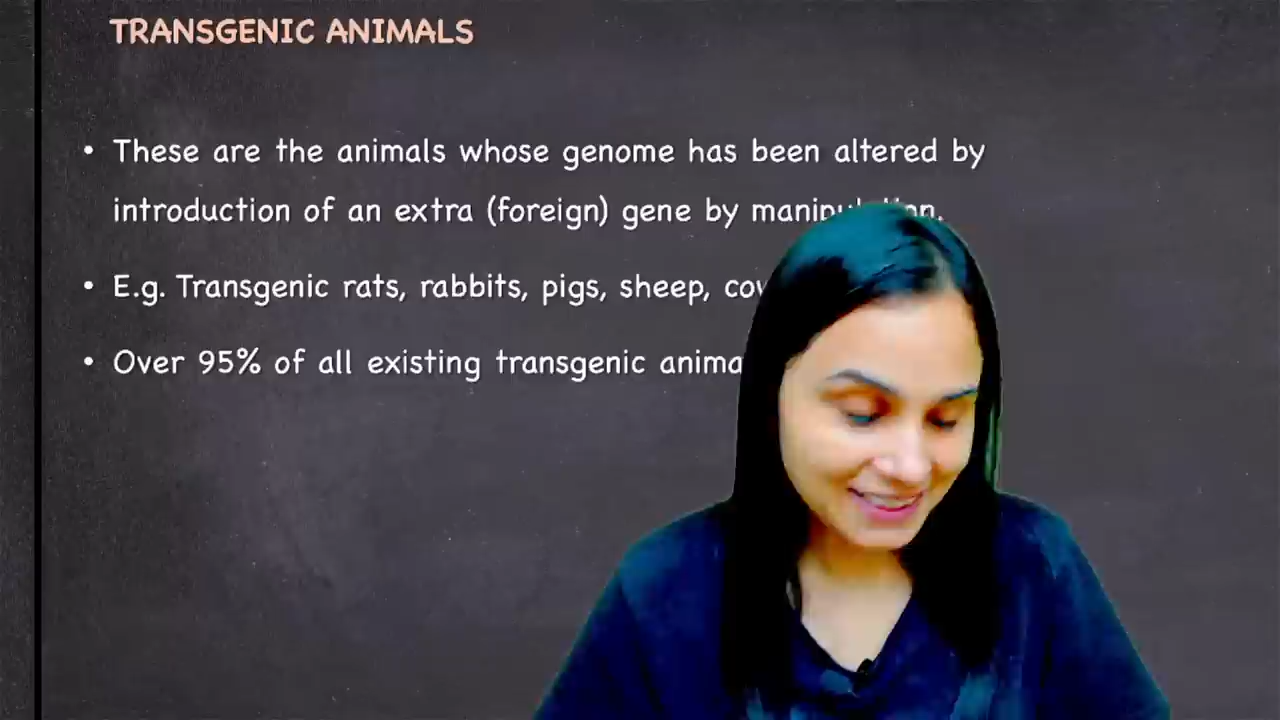 TRANSGENIC ANIMALS
• These are the animals whose genome has been altered by
introduction of an extra (foreign) gene by
• E.g. Transgenic rats, rabbits, pigs, sheep,
• Over 95% of all existing transgenic